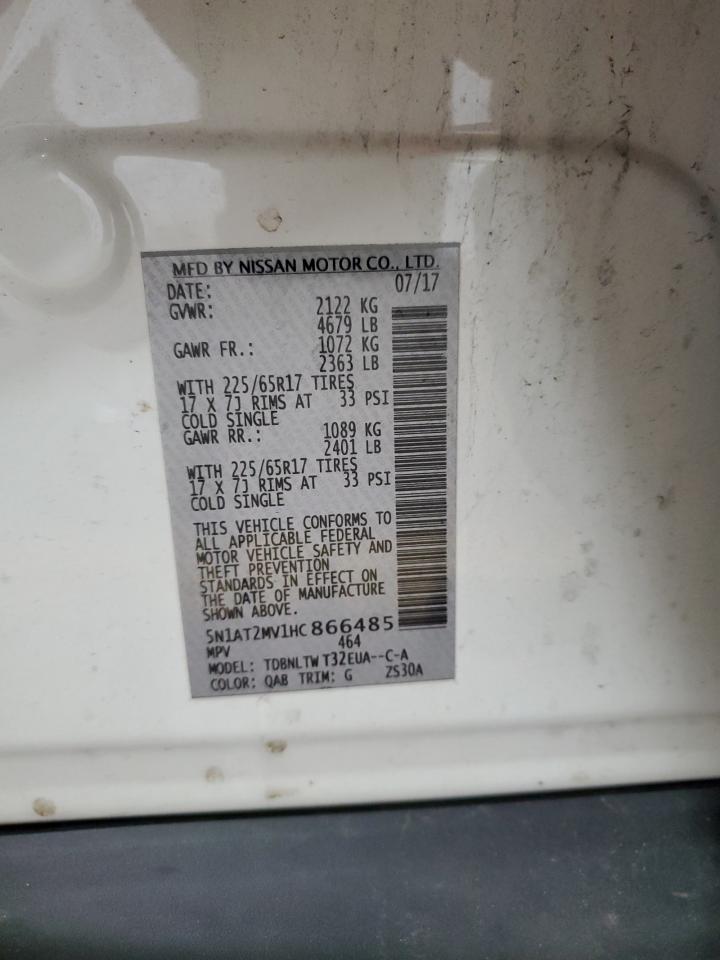 MFD BY NISSAN MOTOR CO., LTD.
DATE: 07/17
GVWR: 2122 KG
4679 LB
GAWR FR.: 1072 KG
2363 LB
WITH 225/65R17 TIRES
17 X 7J RIMS AT 33 PSI
COLD SINGLE
GAWR RR.: 1089 KG
2401 LB
WITH 225/65R17 TIRES
17 X 7J RIMS AT 33 PSI
COLD SINGLE
THIS VEHICLE CONFORMS TO
ALL APPLICABLE FEDERAL
MOTOR VEHICLE SAFETY AND
THEFT PREVENTION
STANDARDS IN EFFECT ON
THE DATE OF MANUFACTURE
SHOWN ABOVE.
5N1AT2MV1HC866485
MPV 464
MODEL: TDBNLTW T32EUA--C-A
COLOR: QAB TRIM: G ZS30A